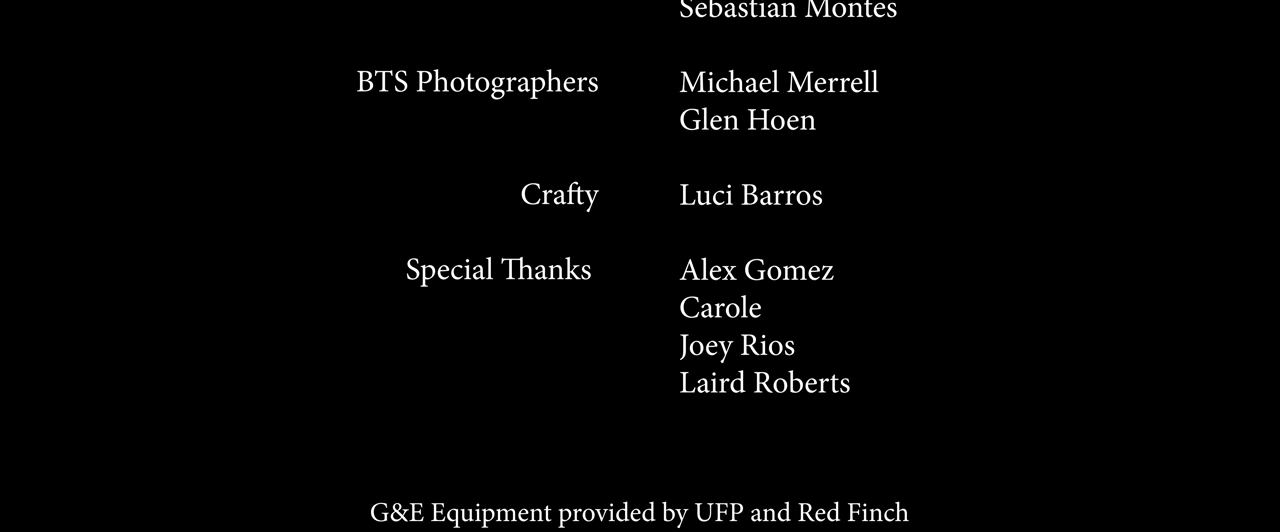 Sebastian Montes
BTS Photographers Michael Merrell
Glen Hoen
Crafty Luci Barros
Special Thanks Alex Gomez
Carole
Joey Rios
Laird Roberts
G&E Equipment provided by UFP and Red Finch